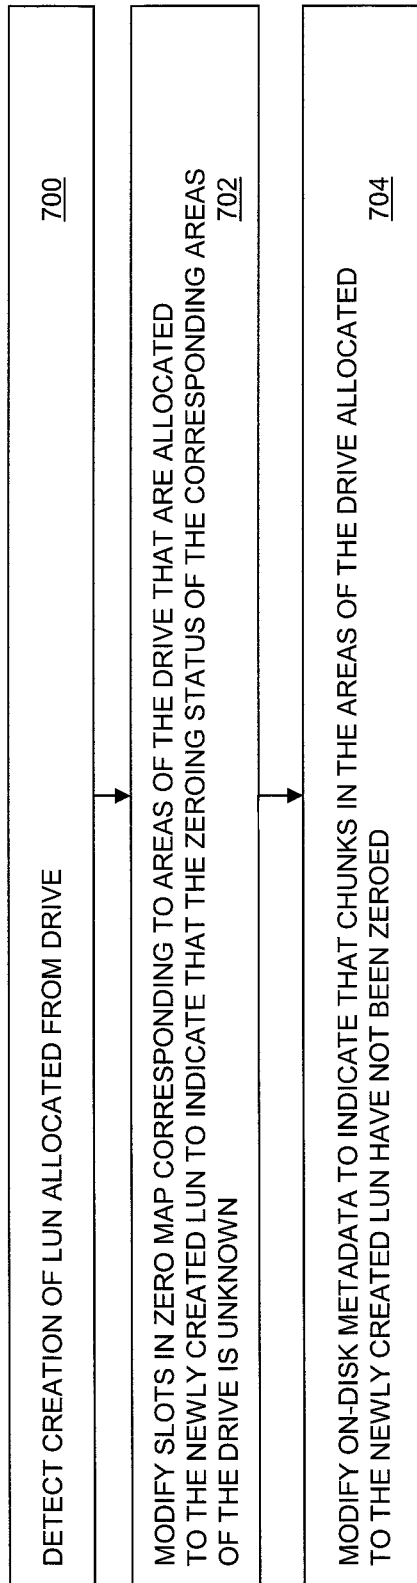 DETECT CREATION OF LUN ALLOCATED FROM DRIVE
700
MODIFY SLOTS IN ZERO MAP CORRESPONDING TO AREAS OF THE DRIVE THAT ARE ALLOCATED
TO THE NEWLY CREATED LUN TO INDICATE THAT THE ZEROING STATUS OF THE CORRESPONDING AREAS
OF THE DRIVE IS UNKNOWN
702
MODIFY ON-DISK METADATA TO INDICATE THAT CHUNKS IN THE AREAS OF THE DRIVE ALLOCATED
TO THE NEWLY CREATED LUN HAVE NOT BEEN ZEROED
704